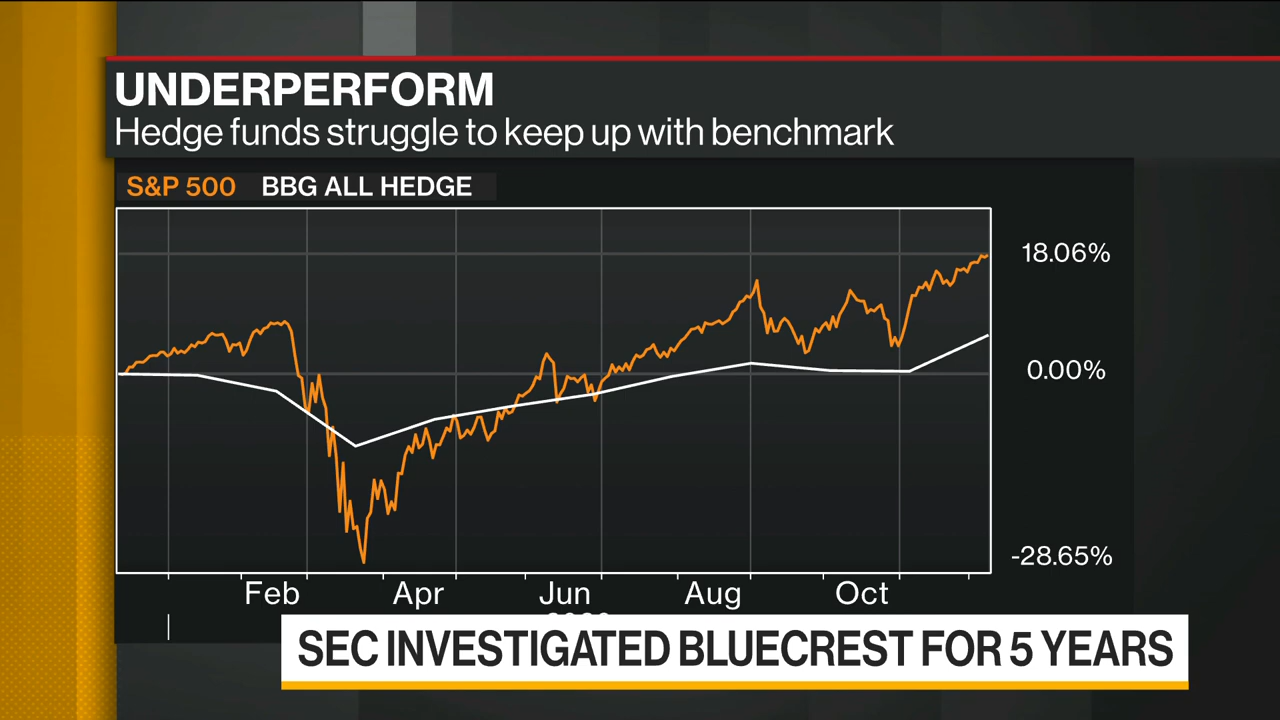 UNDERPERFORM
Hedge funds struggle to keep up with benchmark
S&P 500 BBG ALL HEDGE
18.06%
0.00%
-28.65%
Feb Apr Jun Aug Oct
SEC INVESTIGATED BLUECREST FOR 5 YEARS